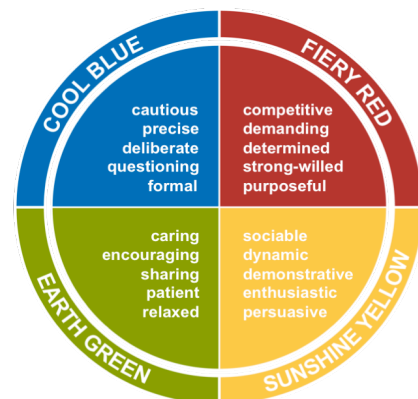 COOL BLUE
cautious
precise
deliberate
questioning
formal
FIERY RED
competitive
demanding
determined
strong-willed
purposeful
EARTH GREEN
caring
encouraging
sharing
patient
relaxed
SUNSHINE YELLOW
sociable
dynamic
demonstrative
enthusiastic
persuasive